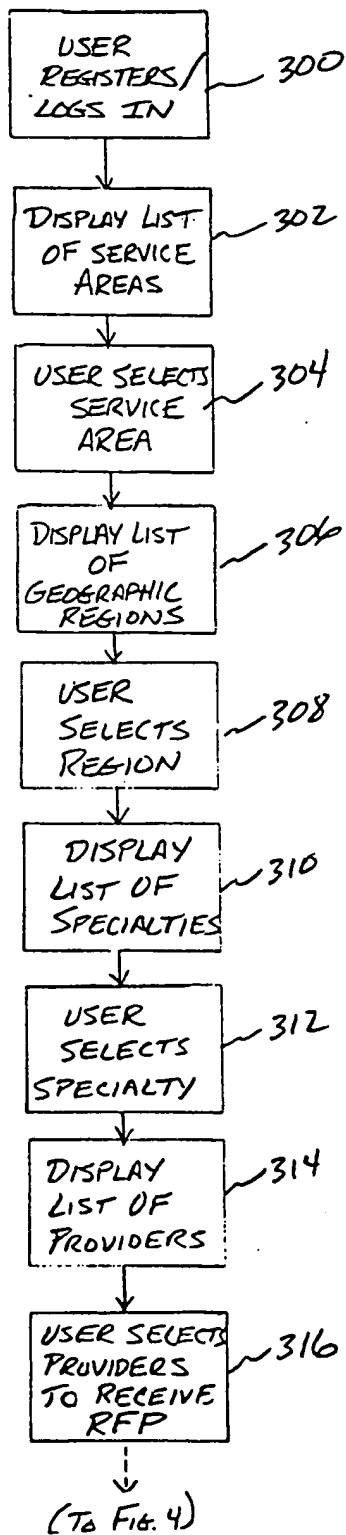 USER
REGISTERS/
LOGS IN
300
DISPLAY LIST
OF SERVICE
AREAS
302
USER SELECTS
SERVICE
AREA
304
DISPLAY LIST
OF
GEOGRAPHIC
REGIONS
306
USER
SELECTS
REGION
308
DISPLAY
LIST OF
SPECIALTIES
310
USER
SELECTS
SPECIALTY
312
DISPLAY
LIST OF
PROVIDERS
314
USER SELECTS
PROVIDERS
TO RECEIVE
RFP
316
(TO FIG. 4)